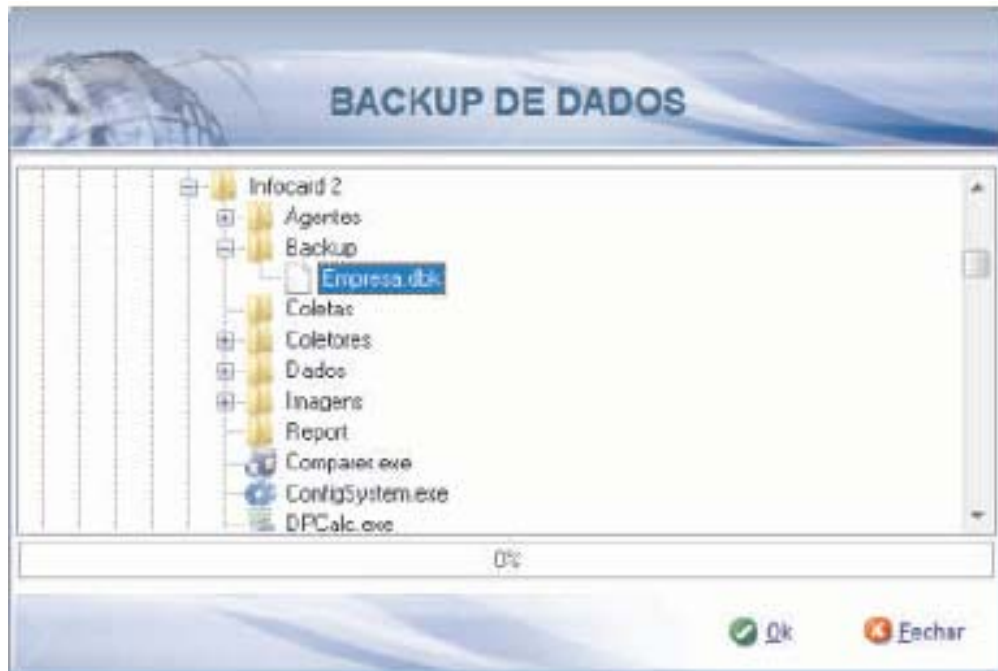 BACKUP DE DADOS
Infocard 2
Agentes
Backup
Empresa.dbk
Coletas
Coletores
Dados
Imagens
Report
Comparer.exe
ConfigSystem.exe
DPCalc.exe
0%
Ok Fechar